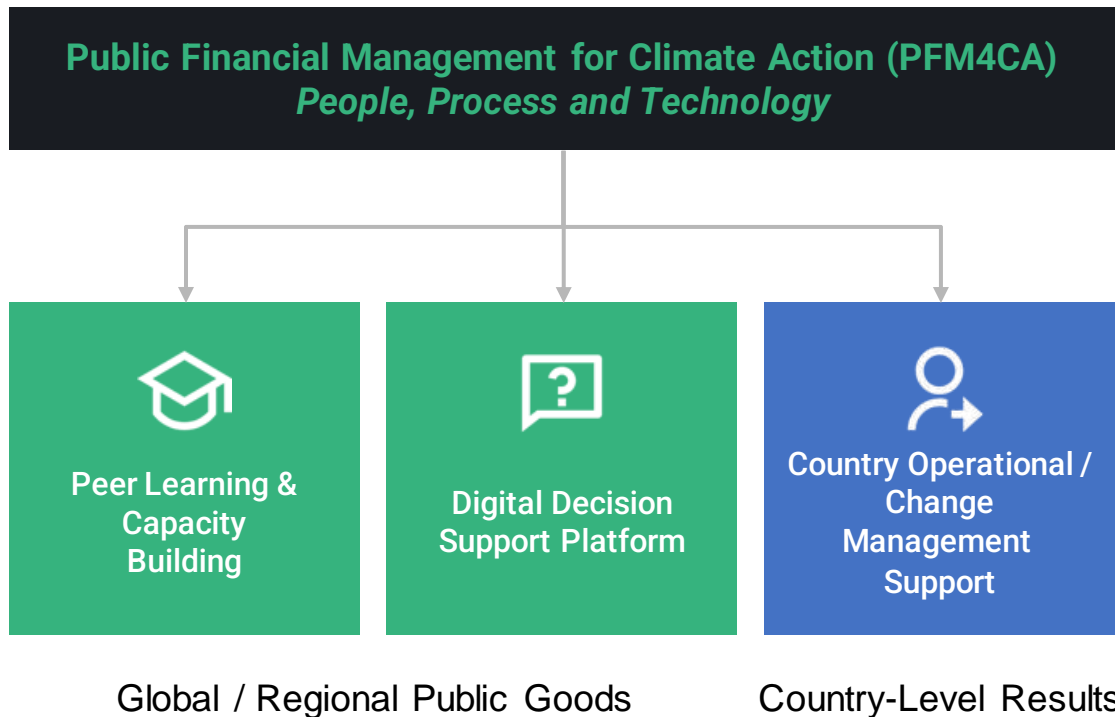 Public Financial Management for Climate Action (PFM4CA)
People, Process and Technology
Peer Learning &
Capacity
Building
?
Digital Decision
Support Platform
Country Operational /
Change
Management
Support
Global / Regional Public Goods
Country-Level Results